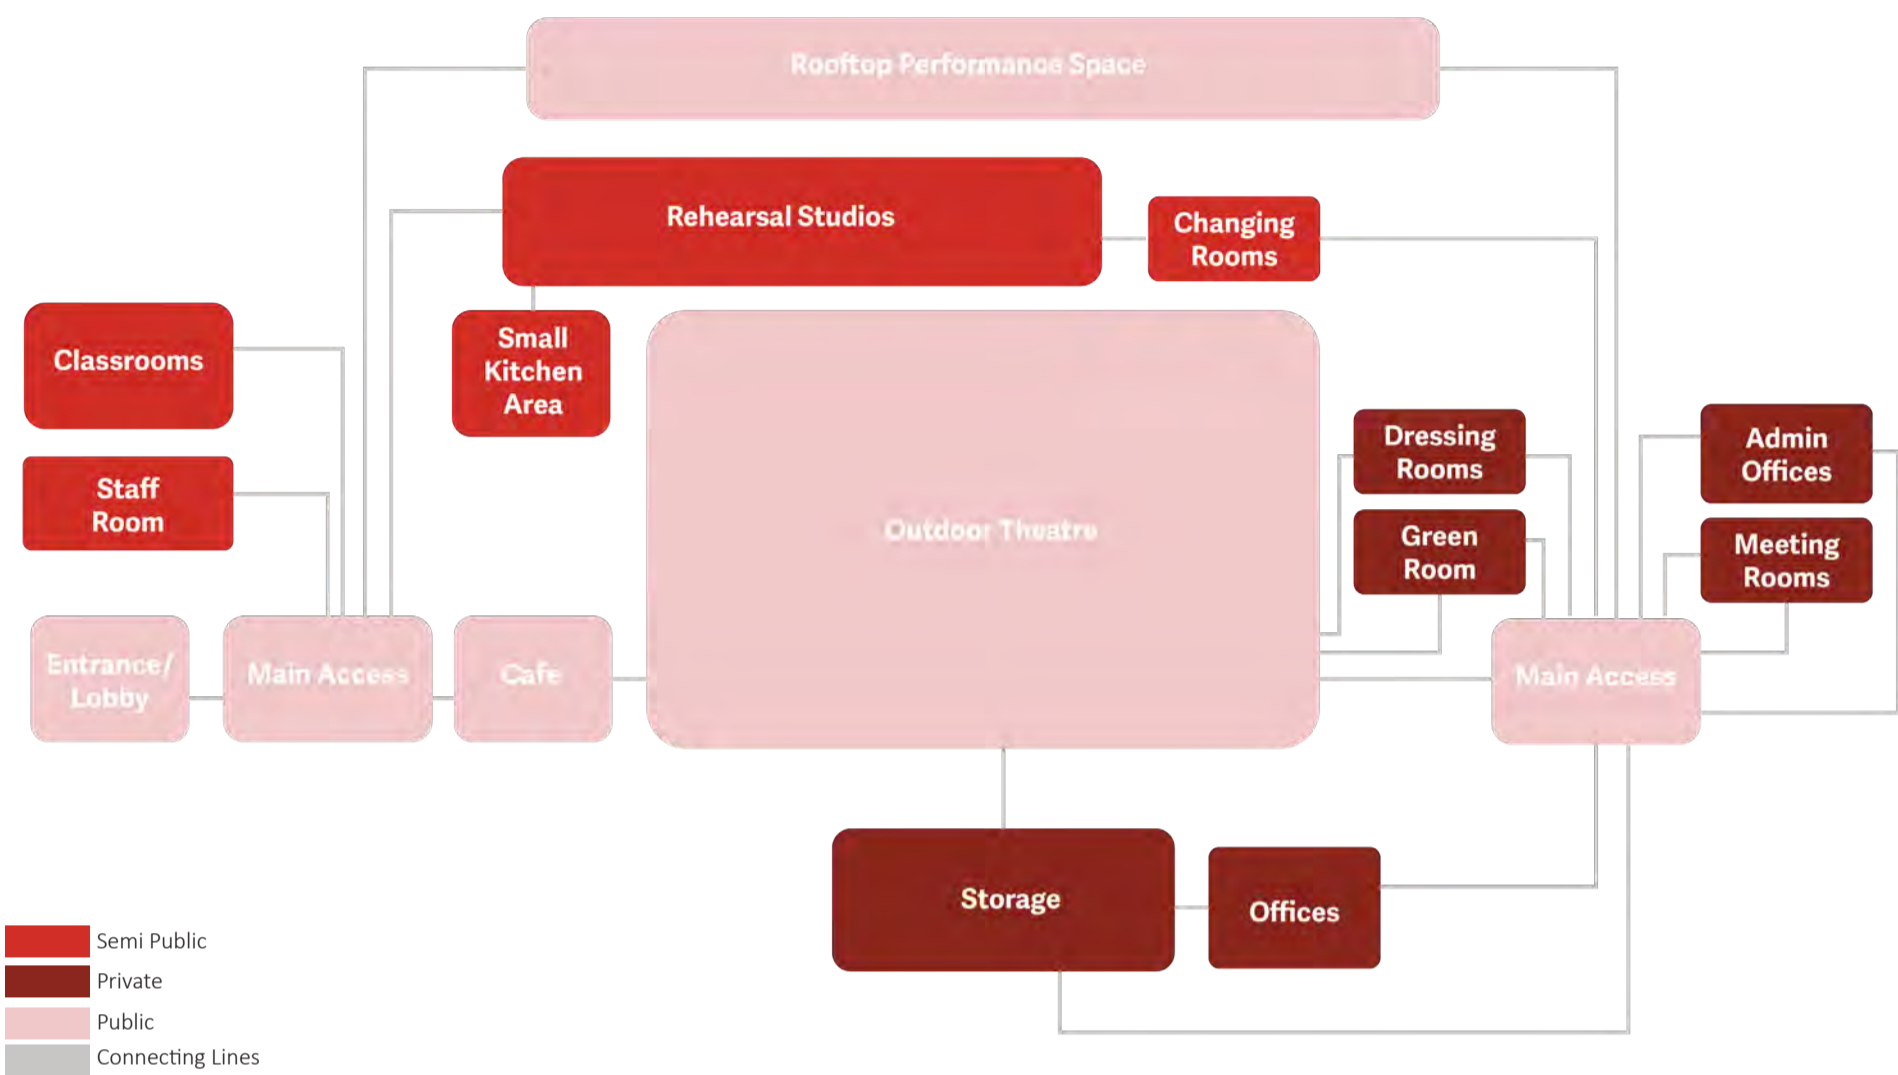 Rooftop Performance Space
Rehearsal Studios
Changing
Rooms
Classrooms
Small
Kitchen
Area
Staff
Room
Outdoor Theatre
Dressing
Rooms
Green
Room
Admin
Offices
Meeting
Rooms
Entrance/
Lobby
Main Access
Cafe
Main Access
Storage
Offices
Semi Public
Private
Public
Connecting Lines